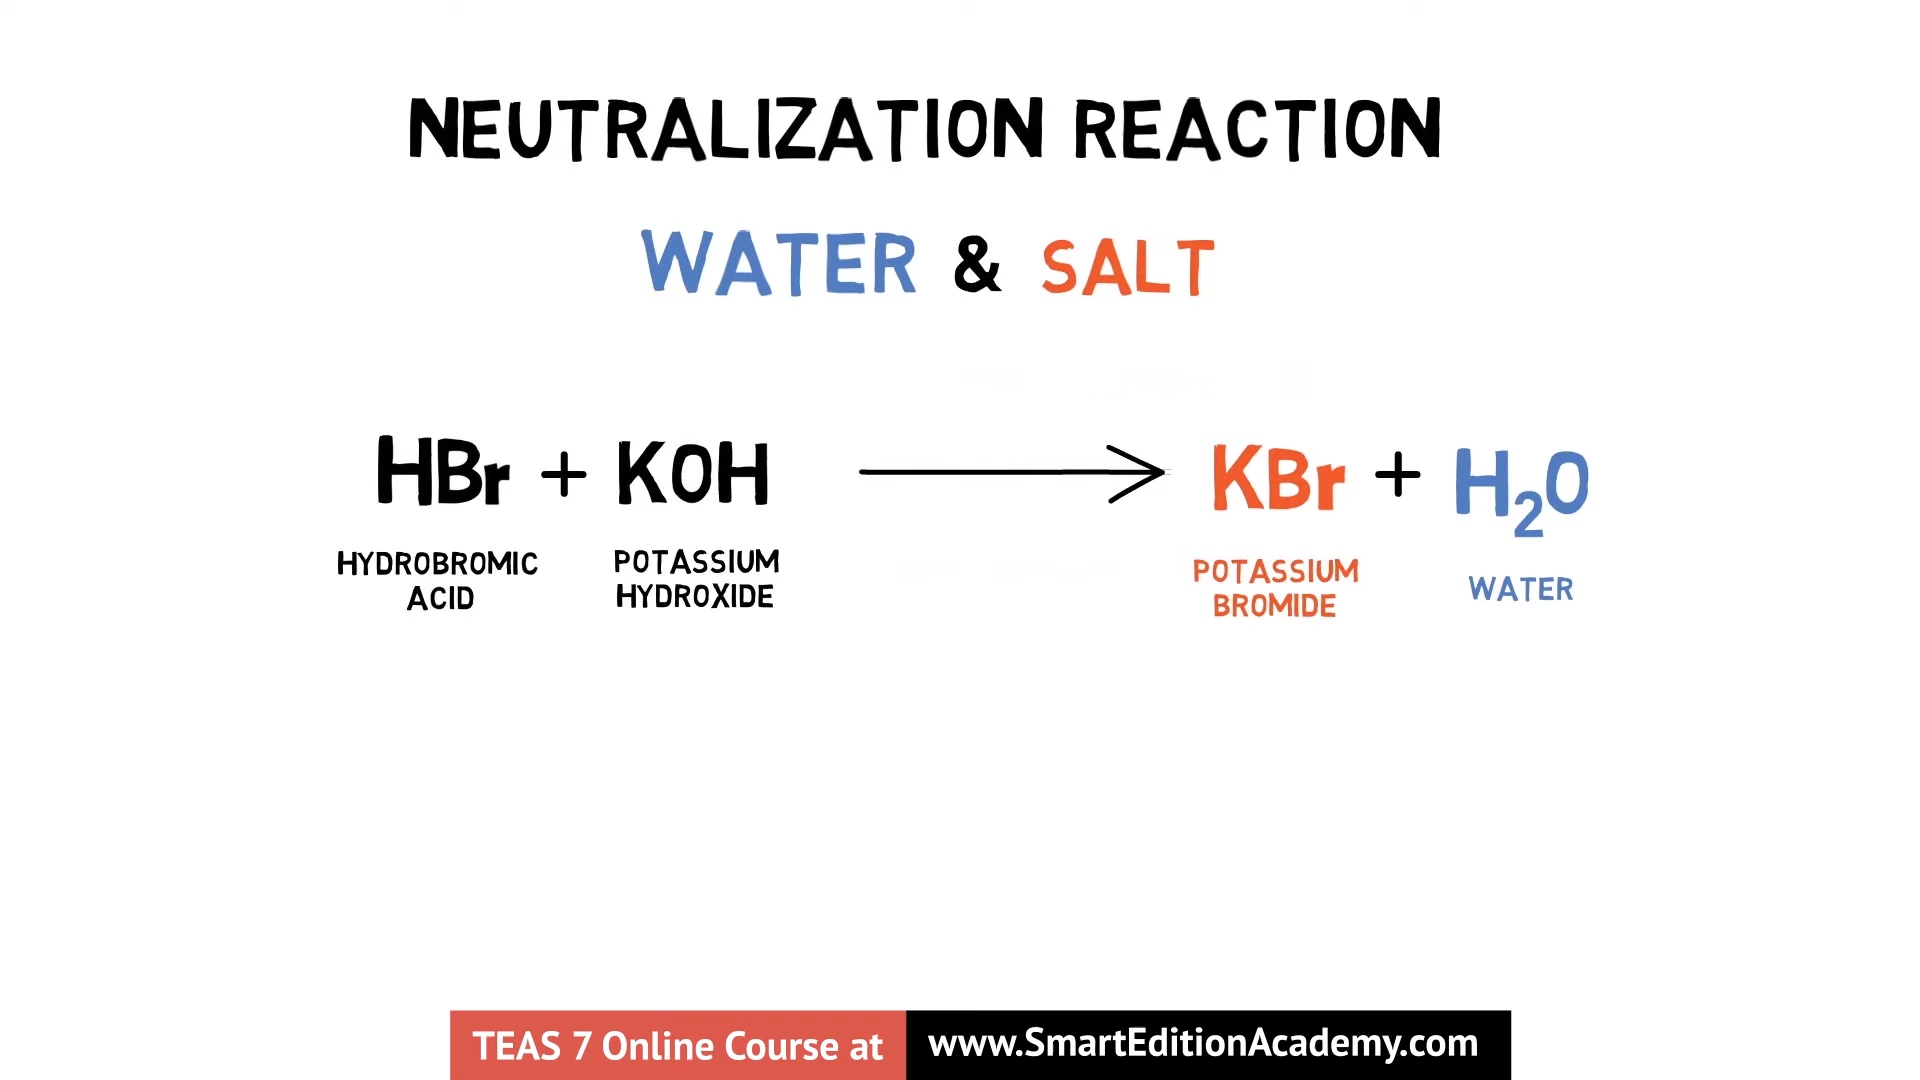 NEUTRALIZATION REACTION
WATER & SALT
HBr + KOH → KBr + H₂O
HYDROBROMIC ACID
POTASSIUM HYDROXIDE
POTASSIUM BROMIDE
WATER
TEAS 7 Online Course at www.SmartEditionAcademy.com